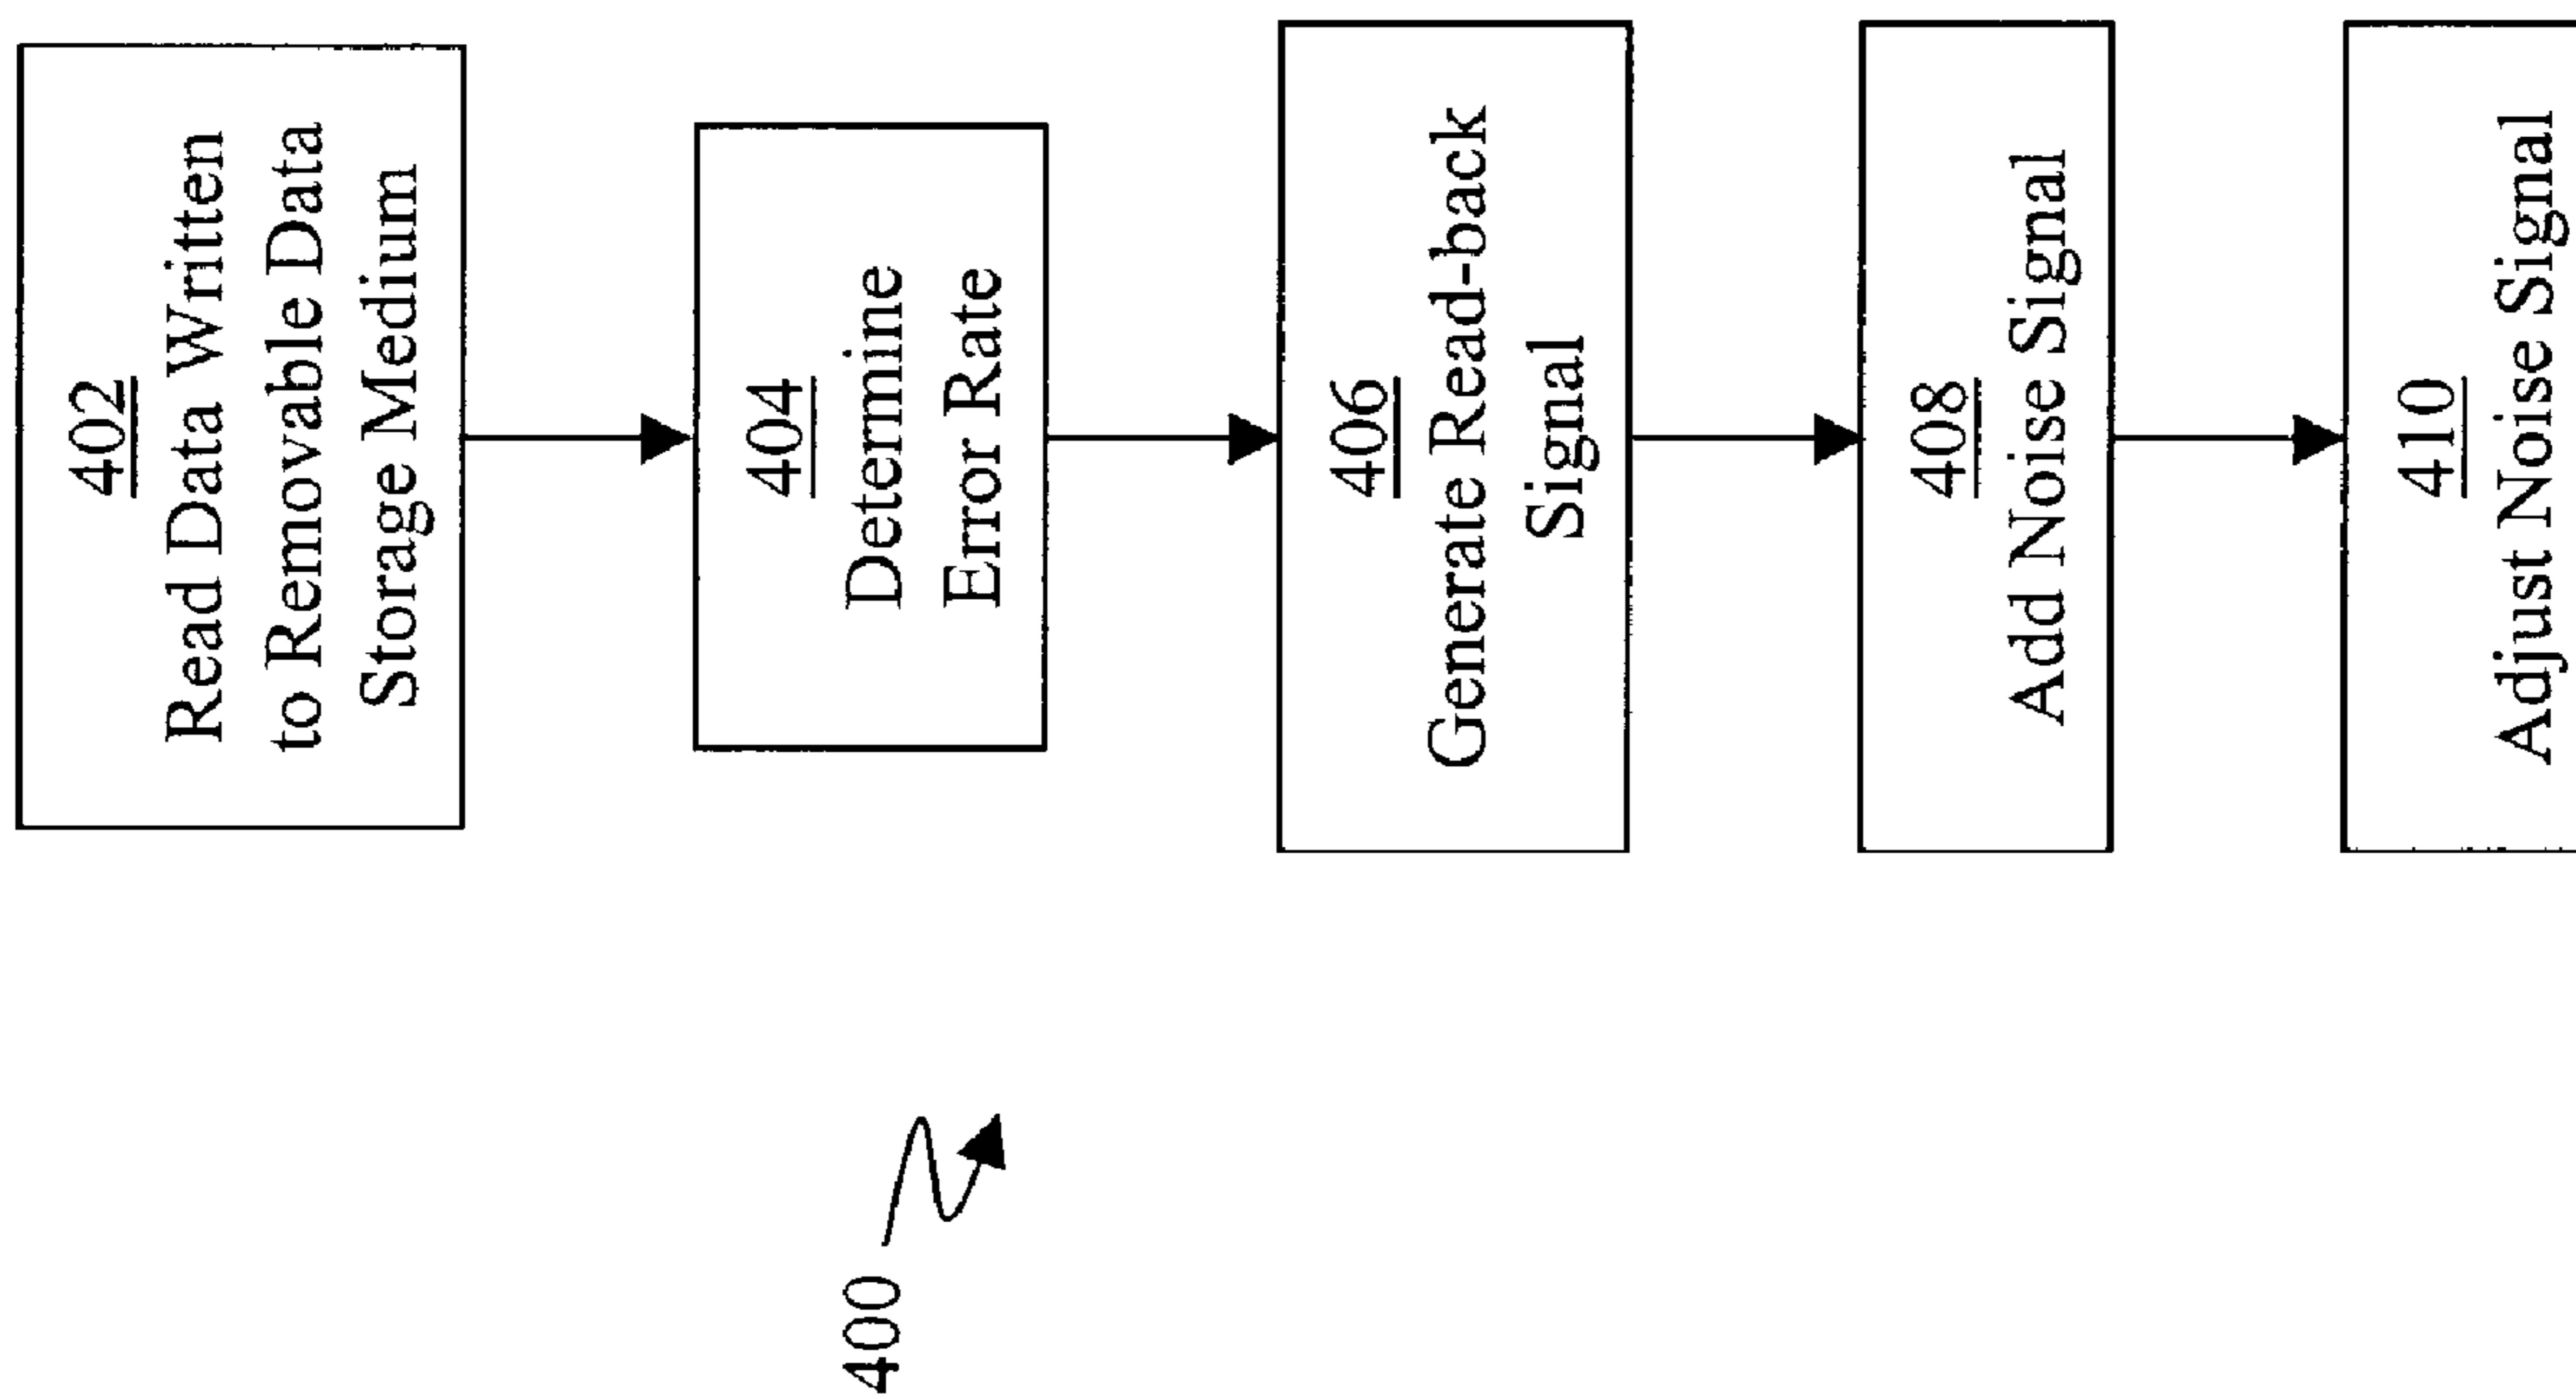 402
Read Data Written
to Removable Data
Storage Medium
404
Determine
Error Rate
406
Generate Read-back
Signal
408
Add Noise Signal
410
Adjust Noise Signal
400